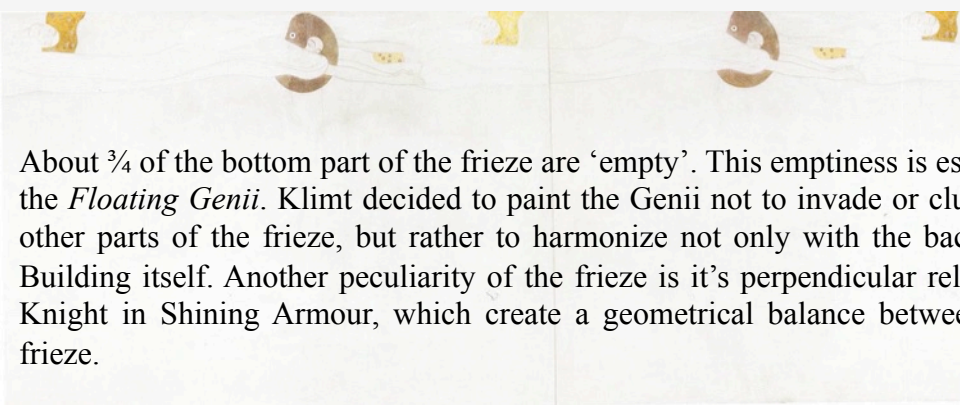 About ¾ of the bottom part of the frieze are ‘empty’. This emptiness is
the Floating Genii. Klimt decided to paint the Genii not to invade or
other parts of the frieze, but rather to harmonize not only with the
Building itself. Another peculiarity of the frieze is it’s perpendicular
Knight in Shining Armour, which create a geometrical balance
frieze.